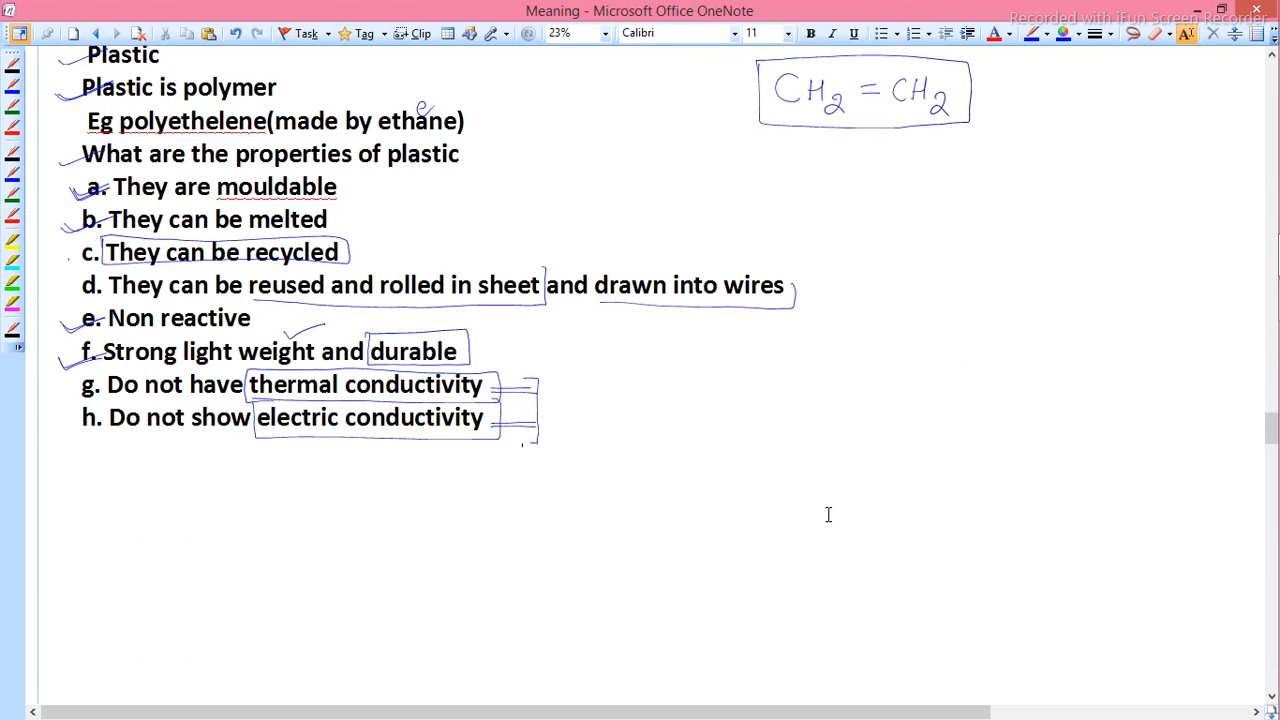 Meaning - Microsoft Office OneNote
Recorded with iFun Screen Recorder
Task Tag Clip 23% Calibri 11 B I U A A
Plastic
Plastic is polymer
CH2 = CH2
e
Eg polyethelene(made by ethane)
What are the properties of plastic
a. They are mouldable
b. They can be melted
c. They can be recycled
d. They can be reused and rolled in sheet and drawn into wires
e. Non reactive
f. Strong light weight and durable
g. Do not have thermal conductivity
h. Do not show electric conductivity